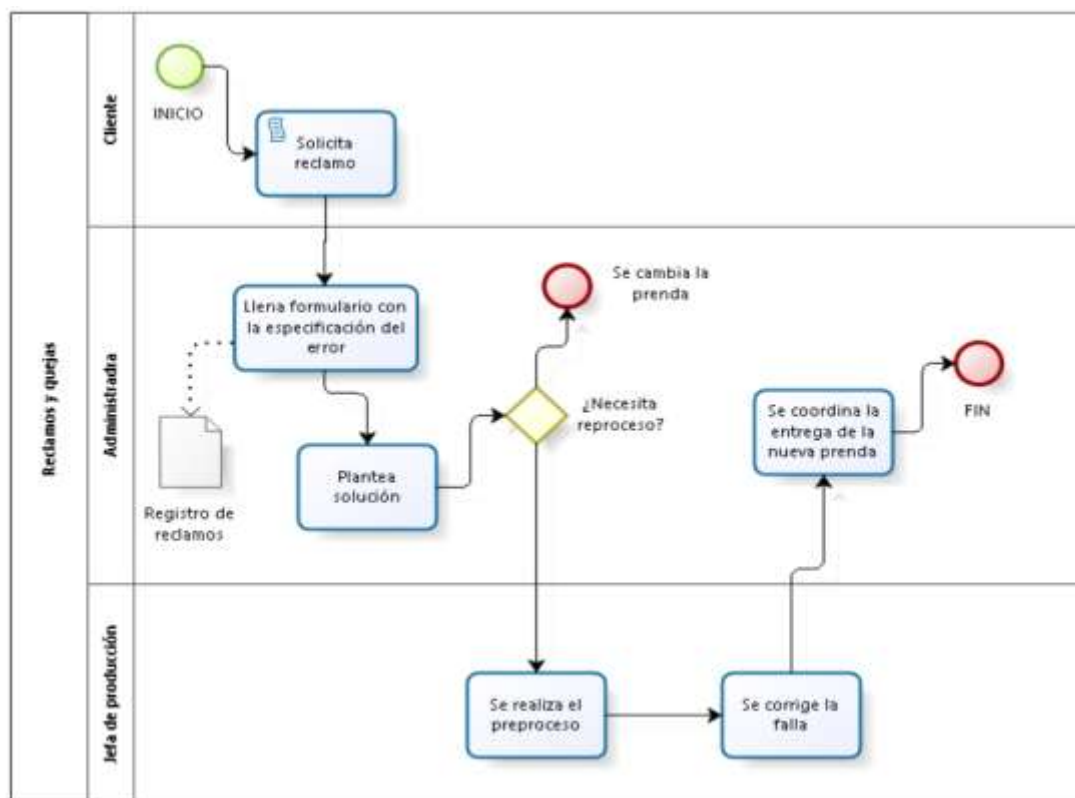 Reclamos y quejas
Cliente
INICIO
Solicita
reclamo
Administradra
Llena formulario con
la especificación del
error
Registro de
reclamos
Plantea
solución
¿Necesita
reproceso?
Se cambia la
prenda
Se coordina la
entrega de la
nueva prenda
FIN
Jefa de producción
Se realiza el
preproceso
Se corrige la
falla